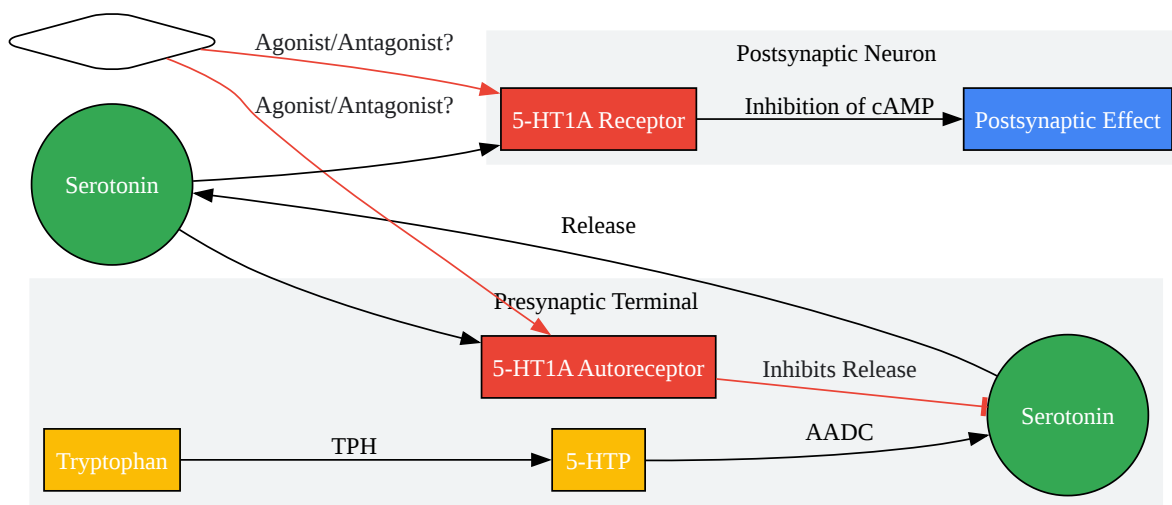 Agonist/Antagonist?
Postsynaptic Neuron
Agonist/Antagonist?
5-HT1A Receptor
Inhibition of cAMP
Postsynaptic Effect
Serotonin
Release
Presynaptic Terminal
5-HT1A Autoreceptor
Inhibits Release
Serotonin
Tryptophan
TPH
5-HTP
AADC